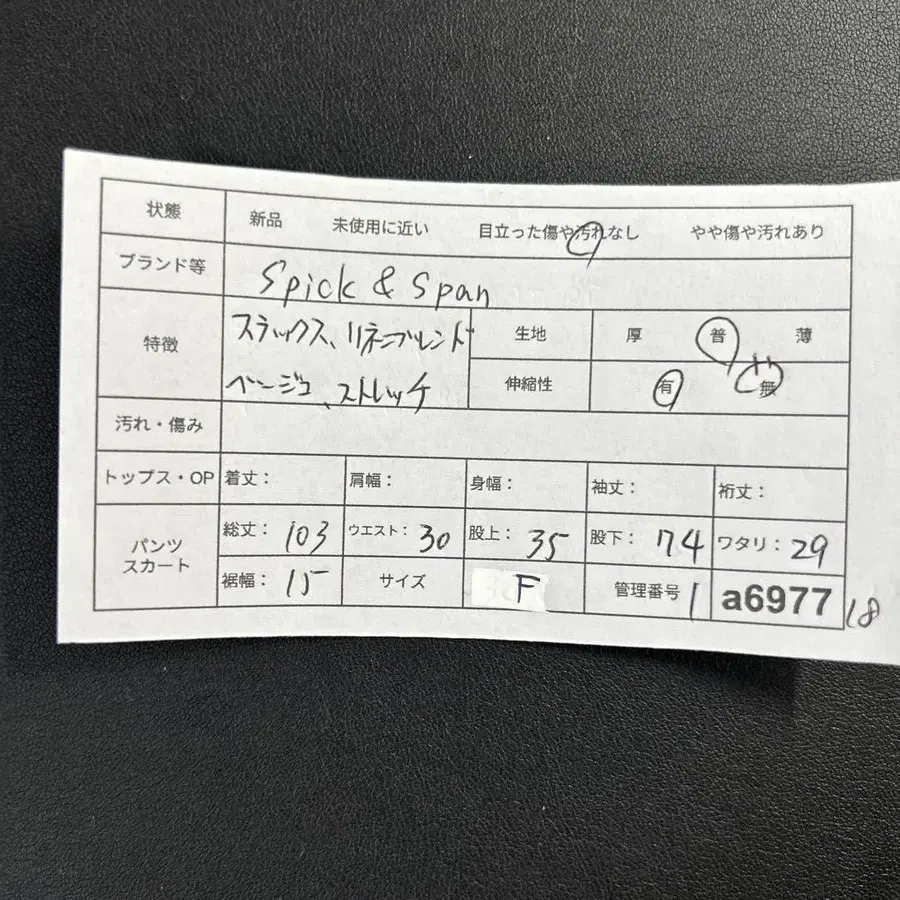 状態 新品 未使用に近い 目立った傷や汚れなし やや傷や汚れあり
ブランド等 Spick & Span
特徴 スラックス、リネンブレンド 生地 厚 普 薄
ベージュ、ストレッチ 伸縮性 有 無
汚れ・傷み
トップス・OP 着丈: 肩幅: 身幅: 袖丈: 裄丈:
パンツ スカート 総丈: 103 ウエスト: 30 股上: 35 股下: 74 ワタリ: 29
裾幅: 15 サイズ F 管理番号 1 a6977 18